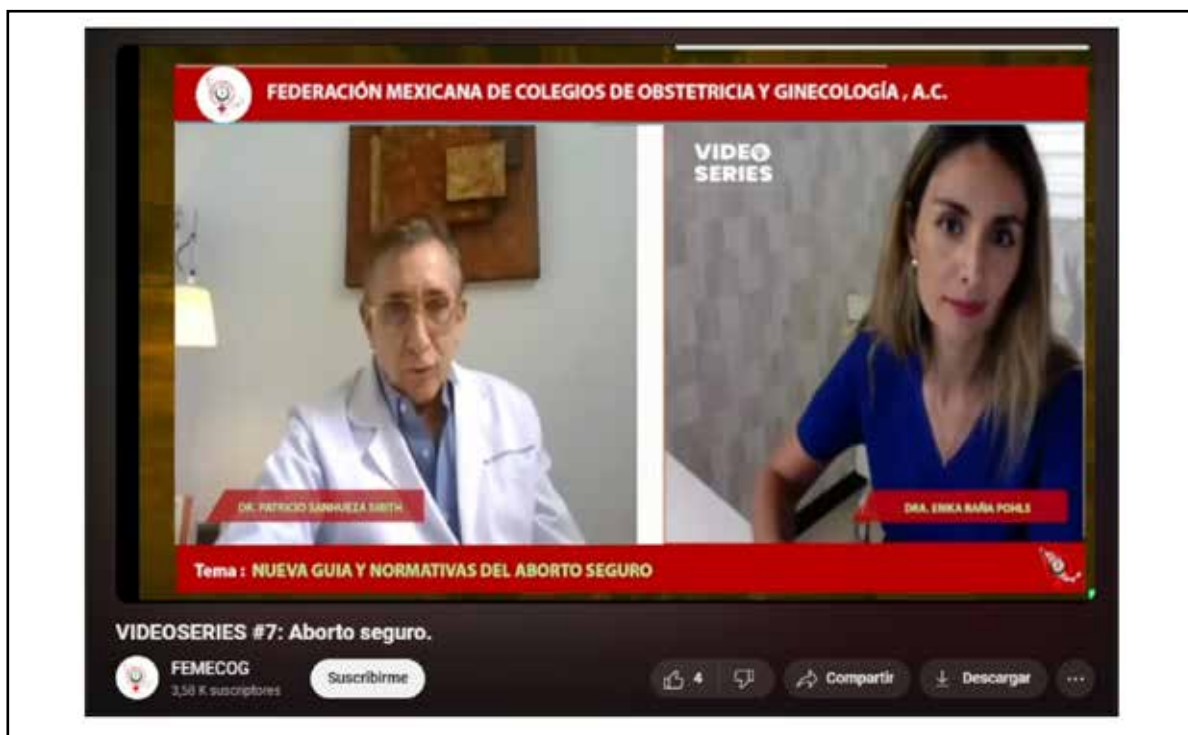 FEDERACIÓN MEXICANA DE COLEGIOS DE OBSTETRICIA Y GINECOLOGÍA , A.C.
VIDEO
SERIES
DR. PATRICIO SANHUEZA SMITH
DRA. ERIKA RAÑA POHLS
Tema : NUEVA GUIA Y NORMATIVAS DEL ABORTO SEGURO
VIDEOSERIES #7: Aborto seguro.
FEMECOG
3,58 K suscriptores
Suscribirme
4
Compartir
Descargar